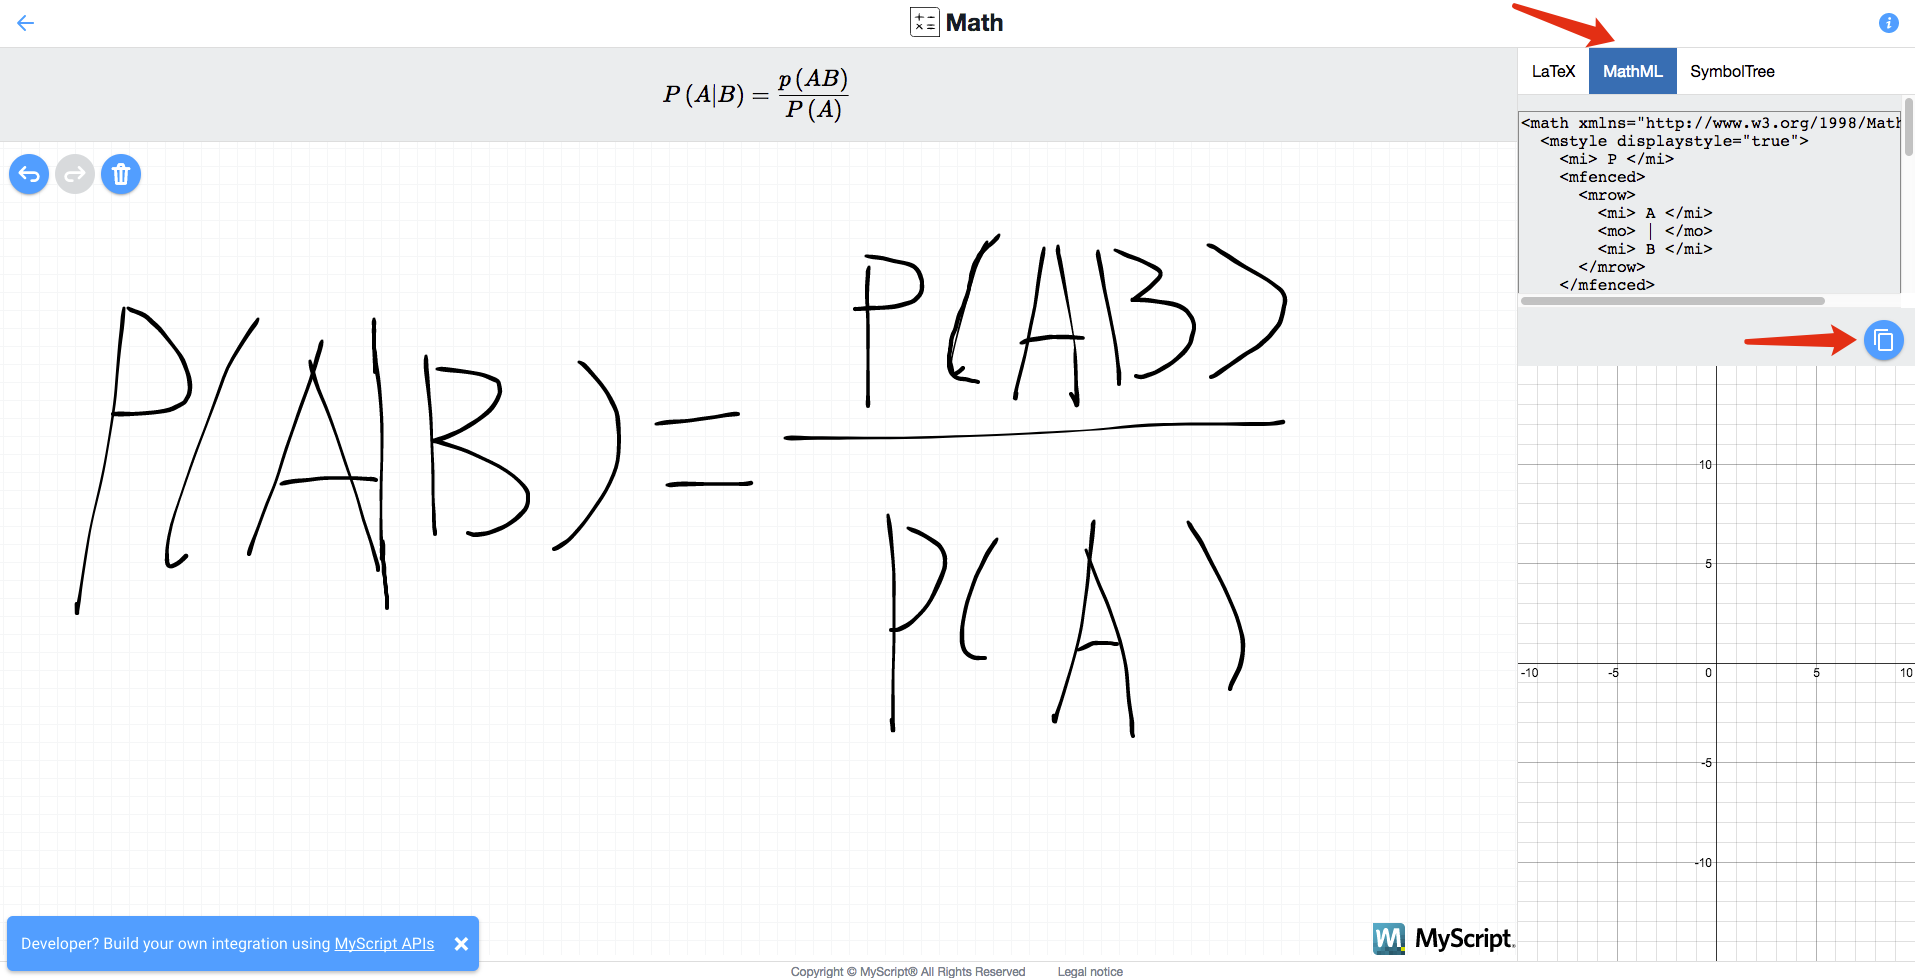 Math
i
P (A|B) = p (AB) / P (A)
LaTeX MathML SymbolTree
<math xmlns="http://www.w3.org/1998/Math
<mstyle displaystyle="true">
<mi> P </mi>
<mfenced>
<mrow>
<mi> A </mi>
<mo> | </mo>
<mi> B </mi>
</mrow>
</mfenced>
P(A|B) = P(AB) / P(A)
10
5
-10 -5 0 5 10
-5
-10
Developer? Build your own integration using MyScript APIs
MyScript
Copyright © MyScript® All Rights Reserved Legal notice